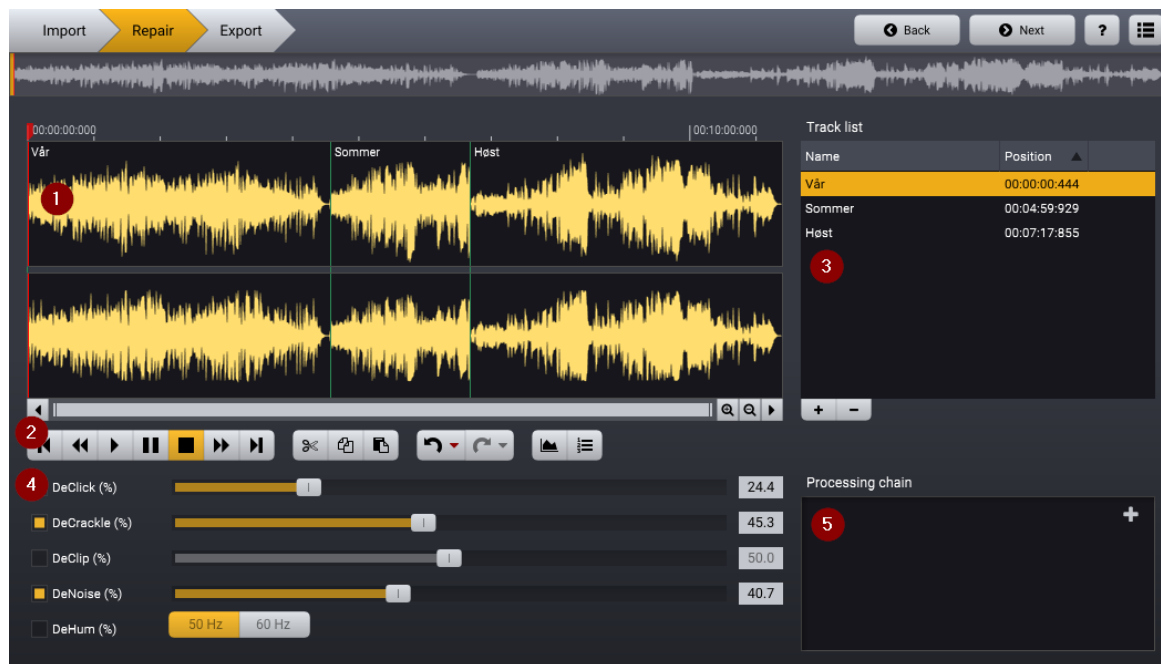 Import Repair Export Back Next ?
00:00:00:000 00:10:00:000
Vår Sommer Høst
1
2
Track list
Name Position
Vår 00:00:00:444
Sommer 00:04:59:929
Høst 00:07:17:855
3
+ −
4 DeClick (%) 24.4
DeCrackle (%) 45.3
DeClip (%) 50.0
DeNoise (%) 40.7
DeHum (%) 50 Hz 60 Hz
Processing chain
5 +